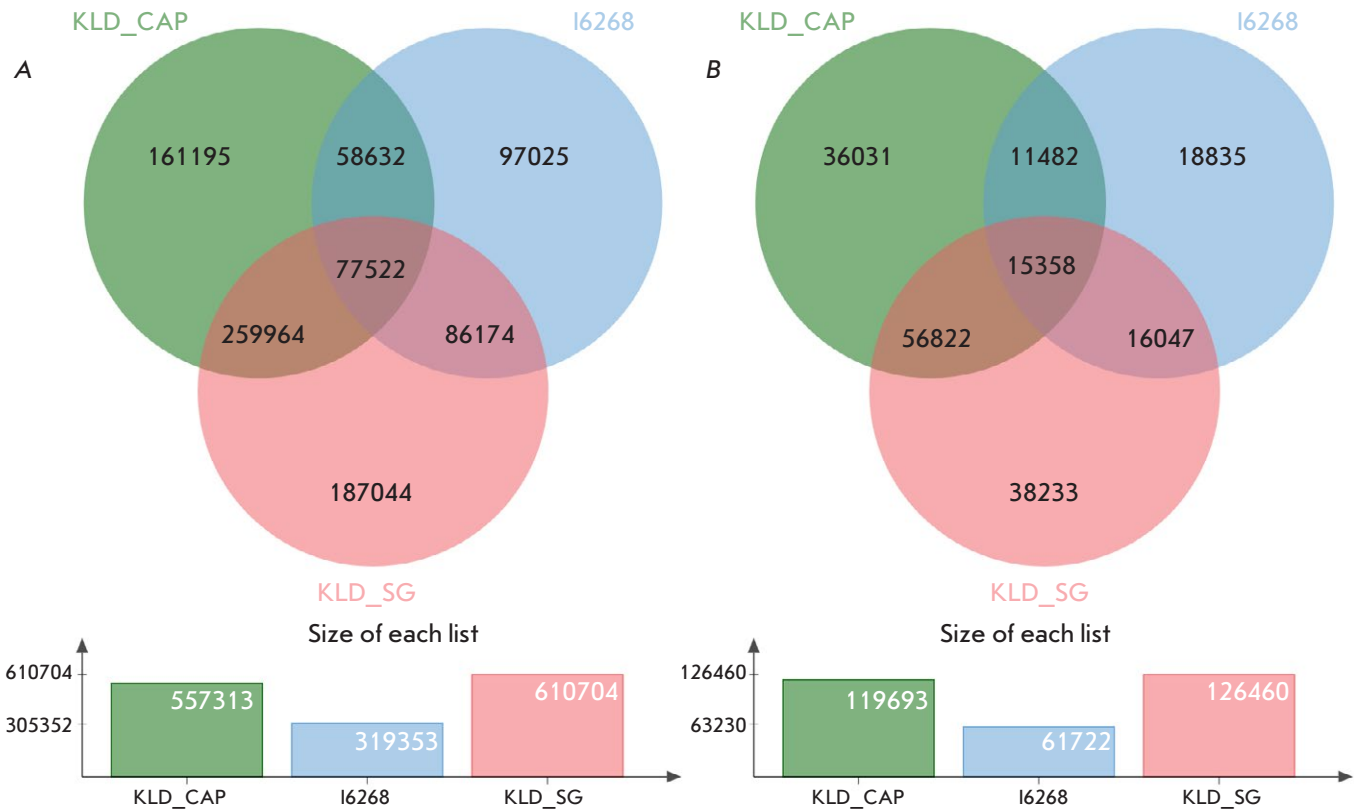 KLD_CAP
I6268
A
161195
58632
97025
77522
259964
86174
187044
KLD_SG
Size of each list
610704
305352
557313
319353
610704
KLD_CAP
I6268
KLD_SG
KLD_CAP
I6268
B
36031
11482
18835
15358
56822
16047
38233
KLD_SG
Size of each list
126460
63230
119693
61722
126460
KLD_CAP
I6268
KLD_SG